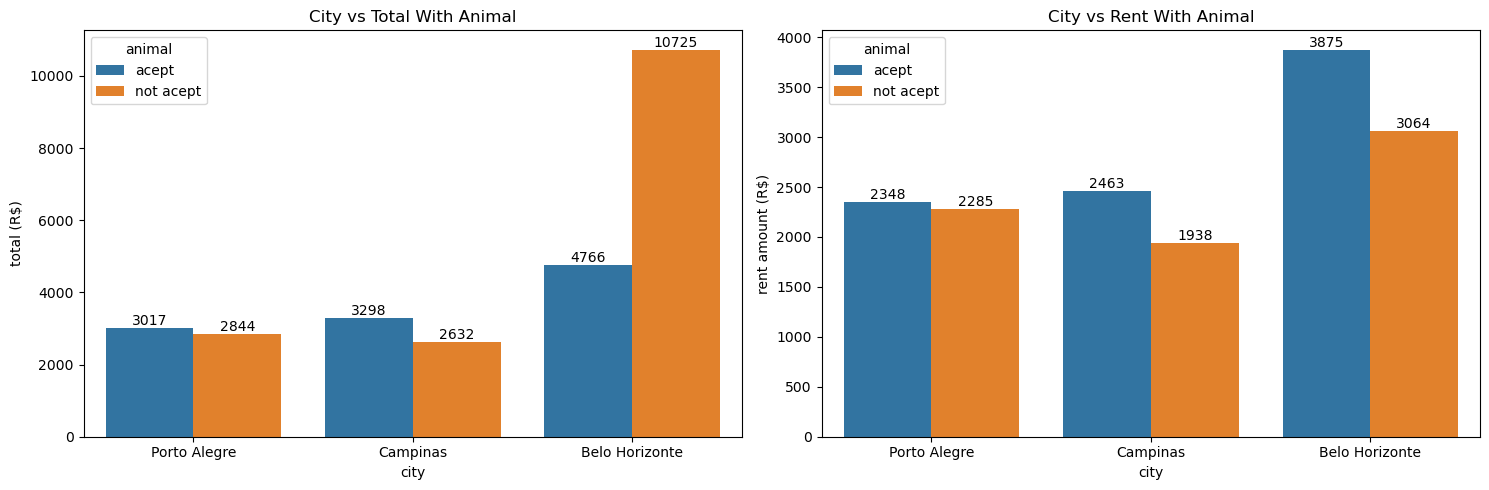 City vs Total With Animal
animal
acept
not acept
total (R$)
10000
8000
6000
4000
2000
0
3017
2844
3298
2632
4766
10725
Porto Alegre
Campinas
Belo Horizonte
city
City vs Rent With Animal
animal
acept
not acept
rent amount (R$)
4000
3500
3000
2500
2000
1500
1000
500
0
2348
2285
2463
1938
3875
3064
Porto Alegre
Campinas
Belo Horizonte
city